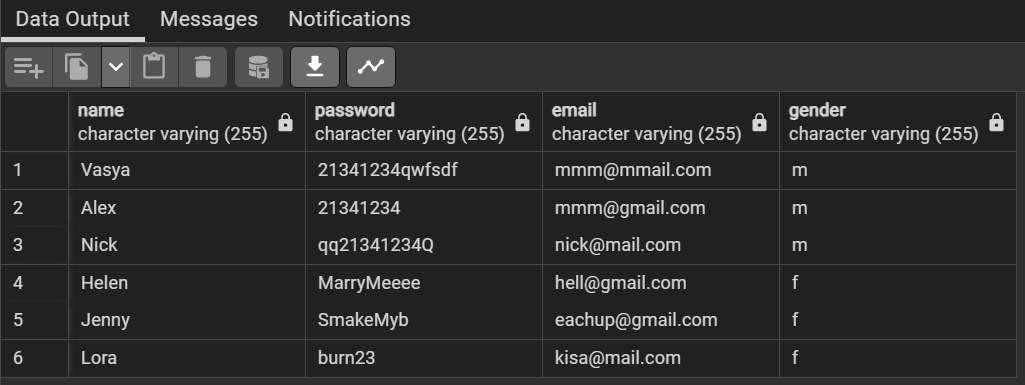 Data Output Messages Notifications
name password email gender
character varying (255) character varying (255) character varying (255) character varying (255)
1 Vasya 21341234qwfsdf mmm@mmail.com m
2 Alex 21341234 mmm@gmail.com m
3 Nick qq21341234Q nick@mail.com m
4 Helen MarryMeeee hell@gmail.com f
5 Jenny SmakeMyb eachup@gmail.com f
6 Lora burn23 kisa@mail.com f